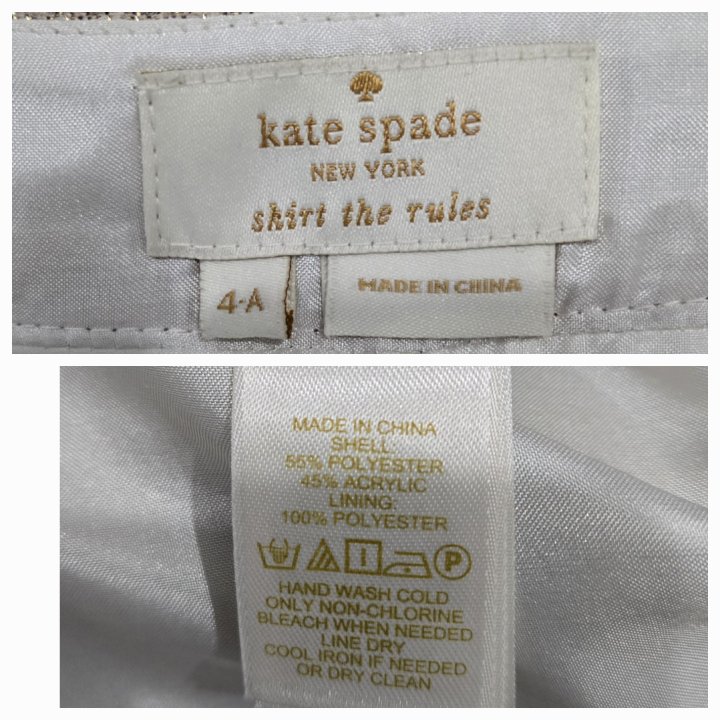 kate spade
NEW YORK
skirt the rules
4-A
MADE IN CHINA
MADE IN CHINA
SHELL:
55% POLYESTER
45% ACRYLIC
LINING:
100% POLYESTER
P
HAND WASH COLD
ONLY NON-CHLORINE
BLEACH WHEN NEEDED
LINE DRY
COOL IRON IF NEEDED
OR DRY CLEAN